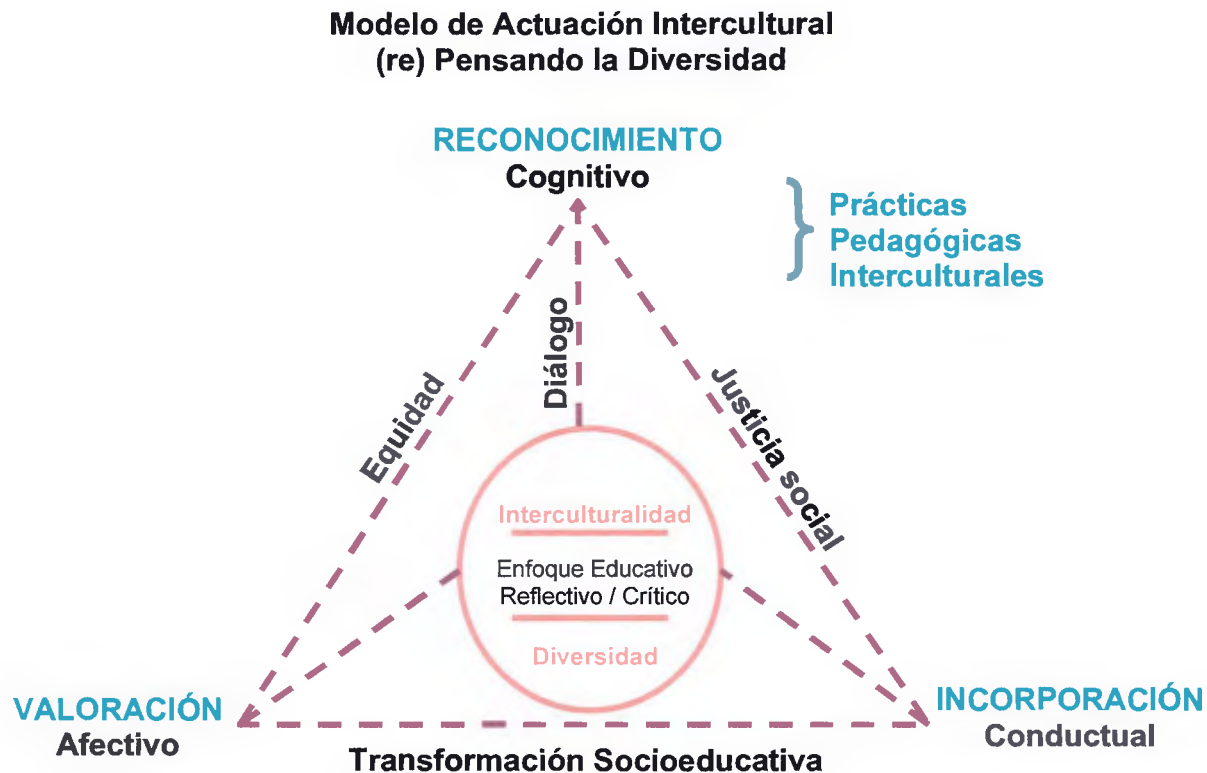 Modelo de Actuación Intercultural
(re) Pensando la Diversidad
RECONOCIMIENTO
Cognitivo
Prácticas
Pedagógicas
Interculturales
Equidad
Diálogo
Justicia social
Interculturalidad
Enfoque Educativo
Reflectivo / Crítico
Diversidad
VALORACIÓN
Afectivo
INCORPORACIÓN
Conductual
Transformación Socioeducativa